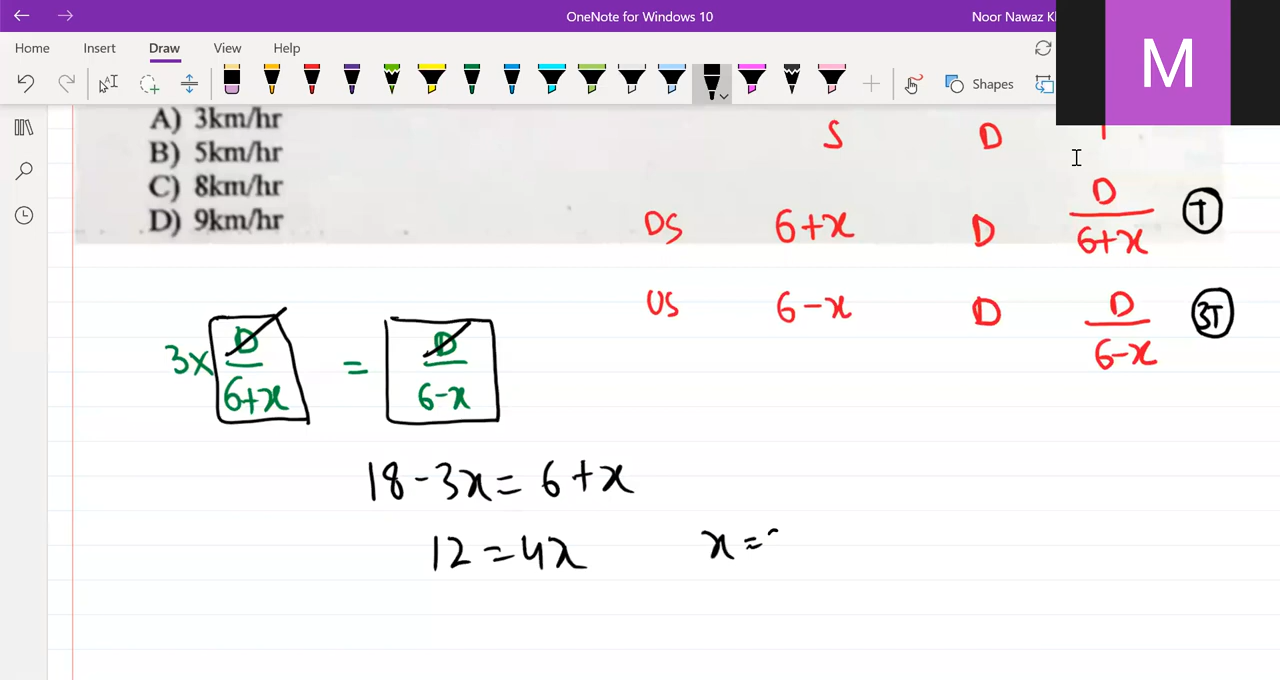 OneNote for Windows 10
Noor Nawaz
Home Insert Draw View Help
Shapes
M
A) 3km/hr
B) 5km/hr
C) 8km/hr
D) 9km/hr
S D
DS 6+x D D/6+x T
US 6-x D D/6-x 3T
3x D/6+x = D/6-x
18-3x=6+x
12=4x x=